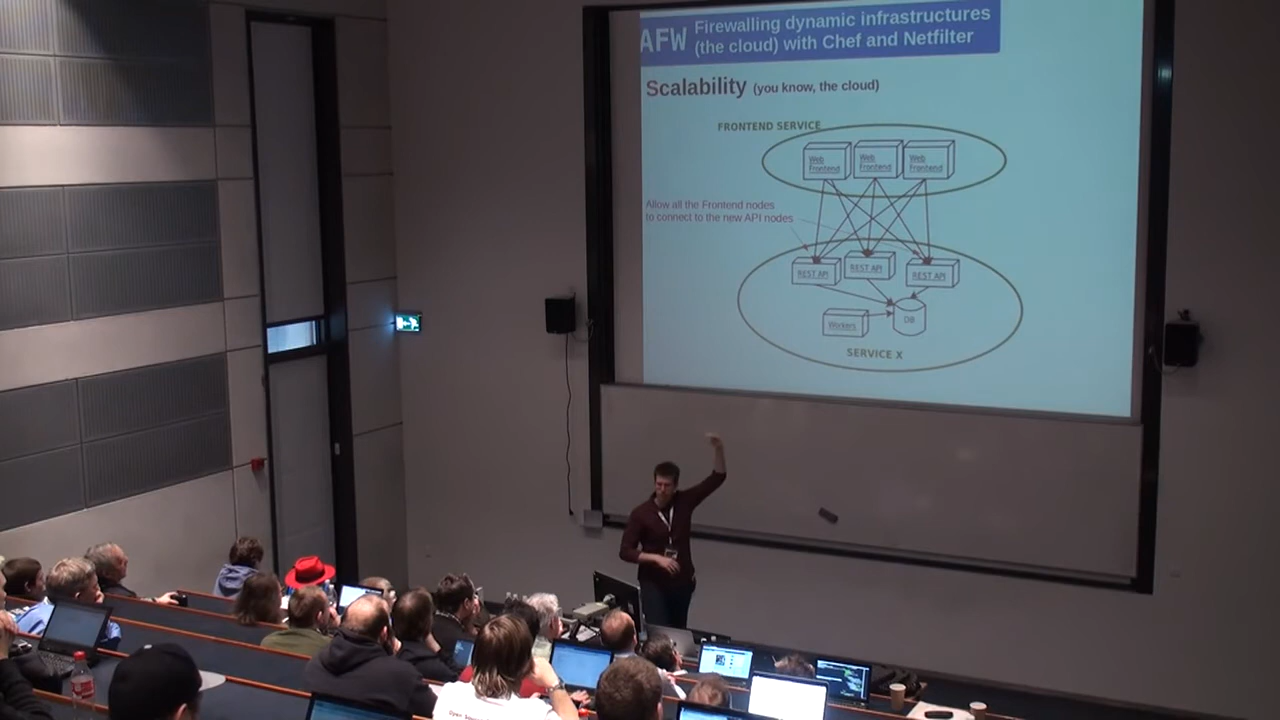 AFW
Firewalling dynamic infrastructures
(the cloud) with Chef and Netfilter
Scalability (you know, the cloud)
FRONTEND SERVICE
Web
Frontend
Web
Frontend
Web
Frontend
Allow all the Frontend nodes
to connect to the new API nodes
REST API
REST API
REST API
Workers
DB
SERVICE X